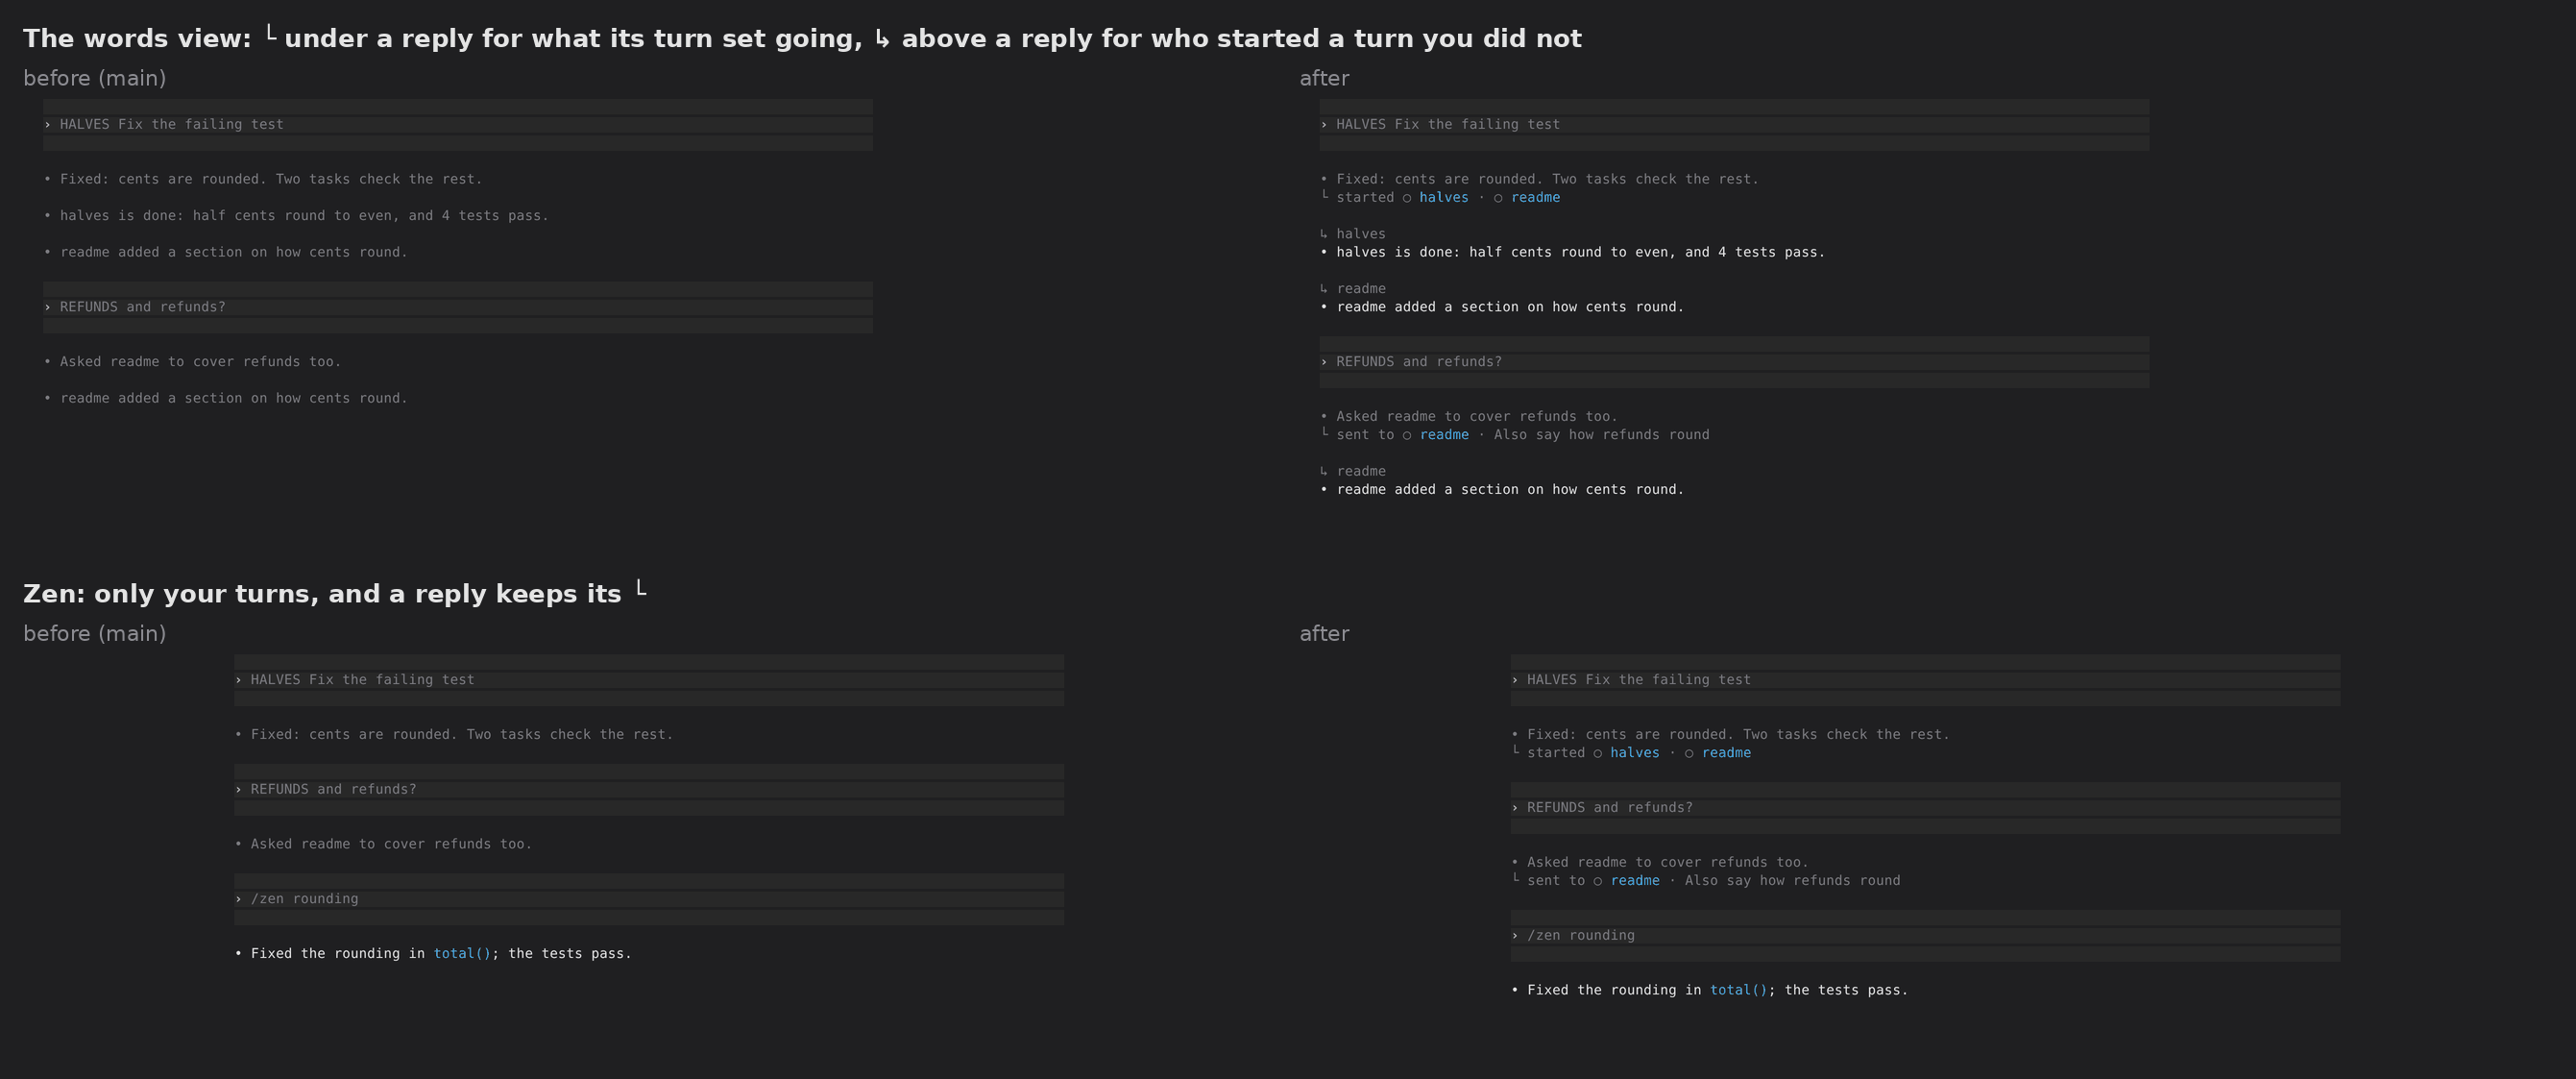 The words view: └ under a reply for what its turn set going, ↳ above a reply for who started a turn you did not
before (main)
› HALVES Fix the failing test
• Fixed: cents are rounded. Two tasks check the rest.
• halves is done: half cents round to even, and 4 tests pass.
• readme added a section on how cents round.
› REFUNDS and refunds?
• Asked readme to cover refunds too.
• readme added a section on how cents round.
after
› HALVES Fix the failing test
• Fixed: cents are rounded. Two tasks check the rest.
└ started ○ halves · ○ readme
↳ halves
• halves is done: half cents round to even, and 4 tests pass.
↳ readme
• readme added a section on how cents round.
› REFUNDS and refunds?
• Asked readme to cover refunds too.
└ sent to ○ readme · Also say how refunds round
↳ readme
• readme added a section on how cents round.
Zen: only your turns, and a reply keeps its └
before (main)
› HALVES Fix the failing test
• Fixed: cents are rounded. Two tasks check the rest.
› REFUNDS and refunds?
• Asked readme to cover refunds too.
› /zen rounding
• Fixed the rounding in total(); the tests pass.
after
› HALVES Fix the failing test
• Fixed: cents are rounded. Two tasks check the rest.
└ started ○ halves · ○ readme
› REFUNDS and refunds?
• Asked readme to cover refunds too.
└ sent to ○ readme · Also say how refunds round
› /zen rounding
• Fixed the rounding in total(); the tests pass.